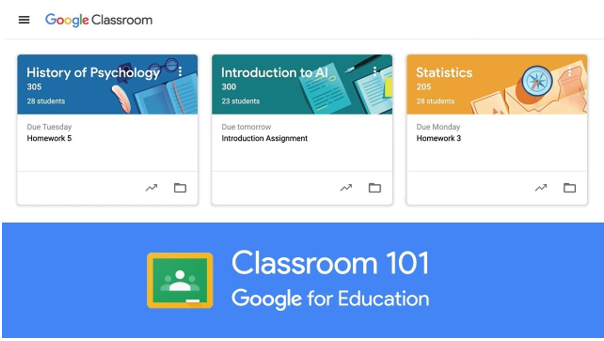 Google Classroom
History of Psychology
305
28 students
Due Tuesday
Homework 5
Introduction to AI
300
23 students
Due tomorrow
Introduction Assignment
Statistics
205
28 students
Due Monday
Homework 3
Classroom 101
Google for Education